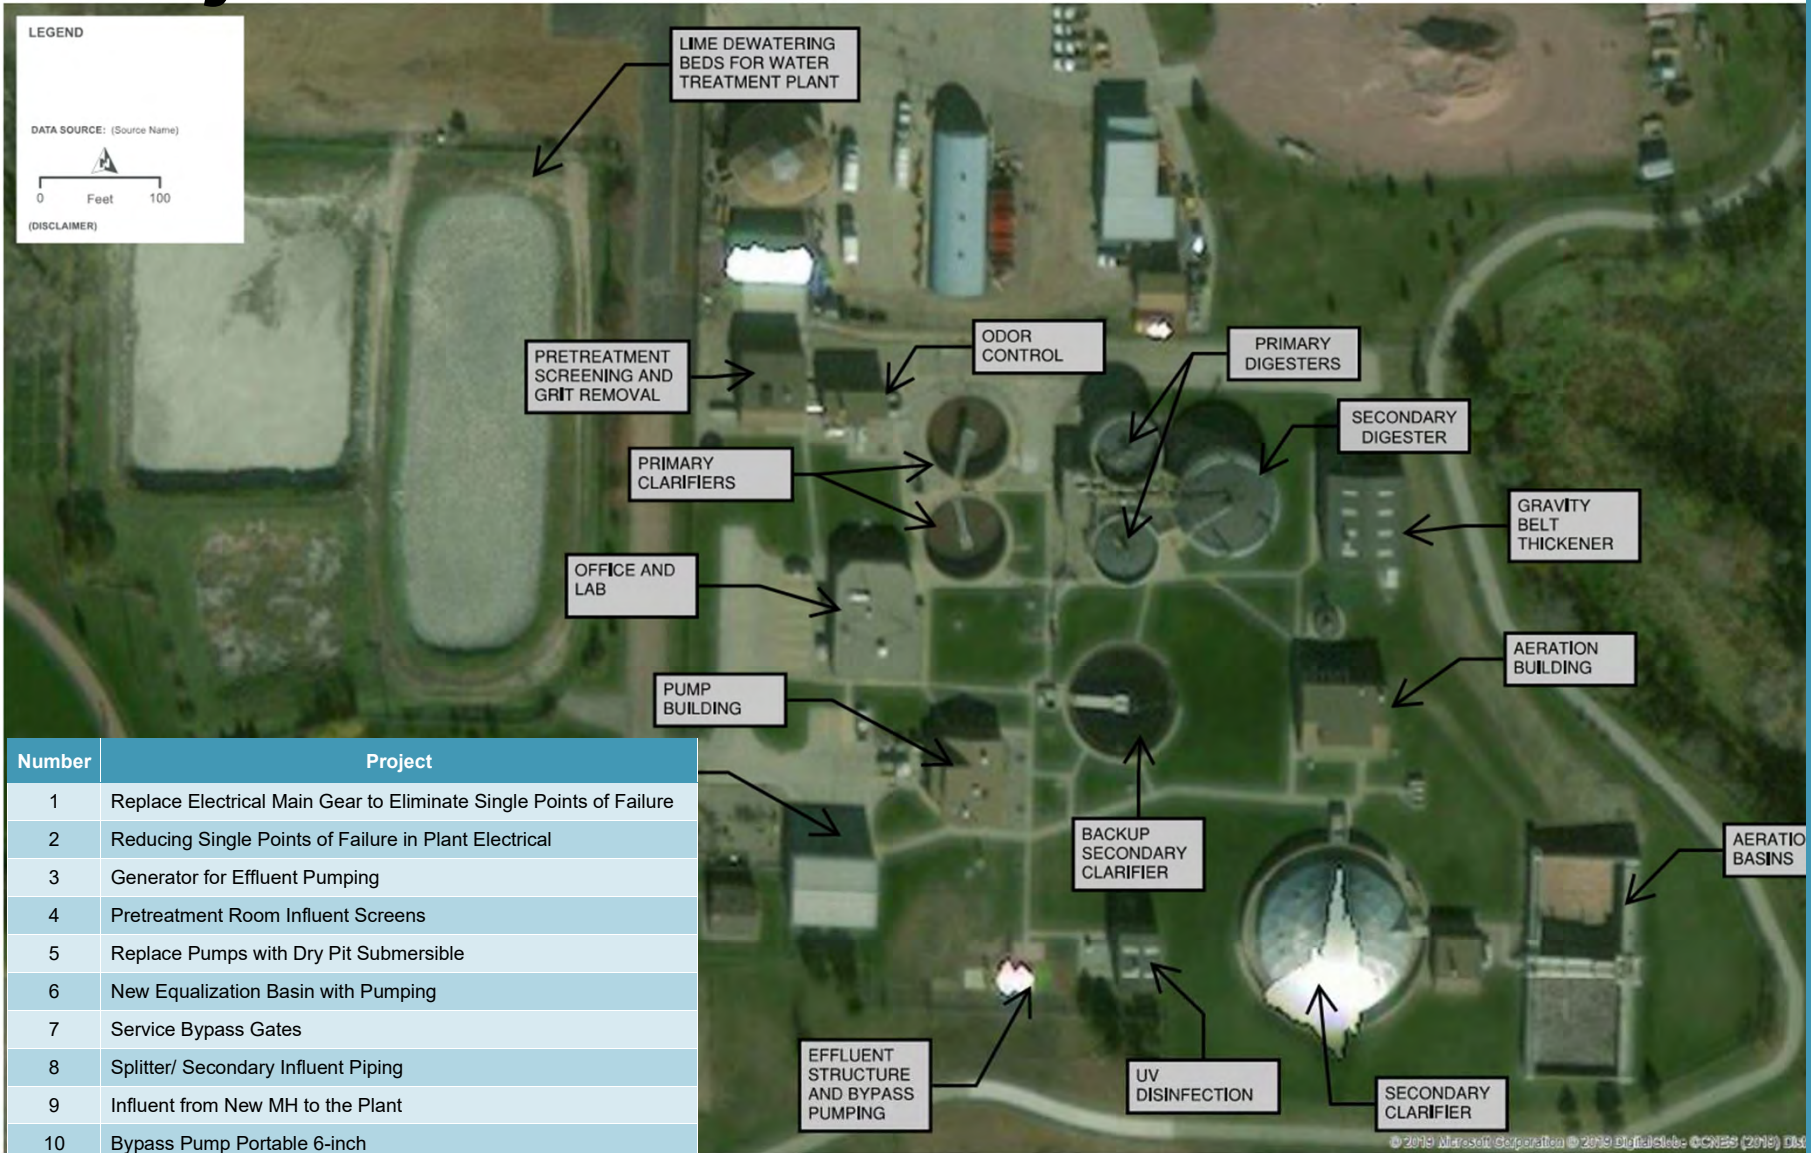 LEGEND
DATA SOURCE: (Source Name)
0 Feet 100
(DISCLAIMER)
LIME DEWATERING
BEDS FOR WATER
TREATMENT PLANT
PRETREATMENT
SCREENING AND
GRIT REMOVAL
ODOR
CONTROL
PRIMARY
DIGESTERS
SECONDARY
DIGESTER
PRIMARY
CLARIFIERS
GRAVITY
BELT
THICKENER
OFFICE AND
LAB
AERATION
BUILDING
PUMP
BUILDING
BACKUP
SECONDARY
CLARIFIER
AERATIO
BASINS
EFFLUENT
STRUCTURE
AND BYPASS
PUMPING
UV
DISINFECTION
SECONDARY
CLARIFIER
Number Project
1 Replace Electrical Main Gear to Eliminate Single Points of Failure
2 Reducing Single Points of Failure in Plant Electrical
3 Generator for Effluent Pumping
4 Pretreatment Room Influent Screens
5 Replace Pumps with Dry Pit Submersible
6 New Equalization Basin with Pumping
7 Service Bypass Gates
8 Splitter/ Secondary Influent Piping
9 Influent from New MH to the Plant
10 Bypass Pump Portable 6-inch
© 2019 Microsoft Corporation © 2019 DigitalGlobe ©CNES (2019) Dist